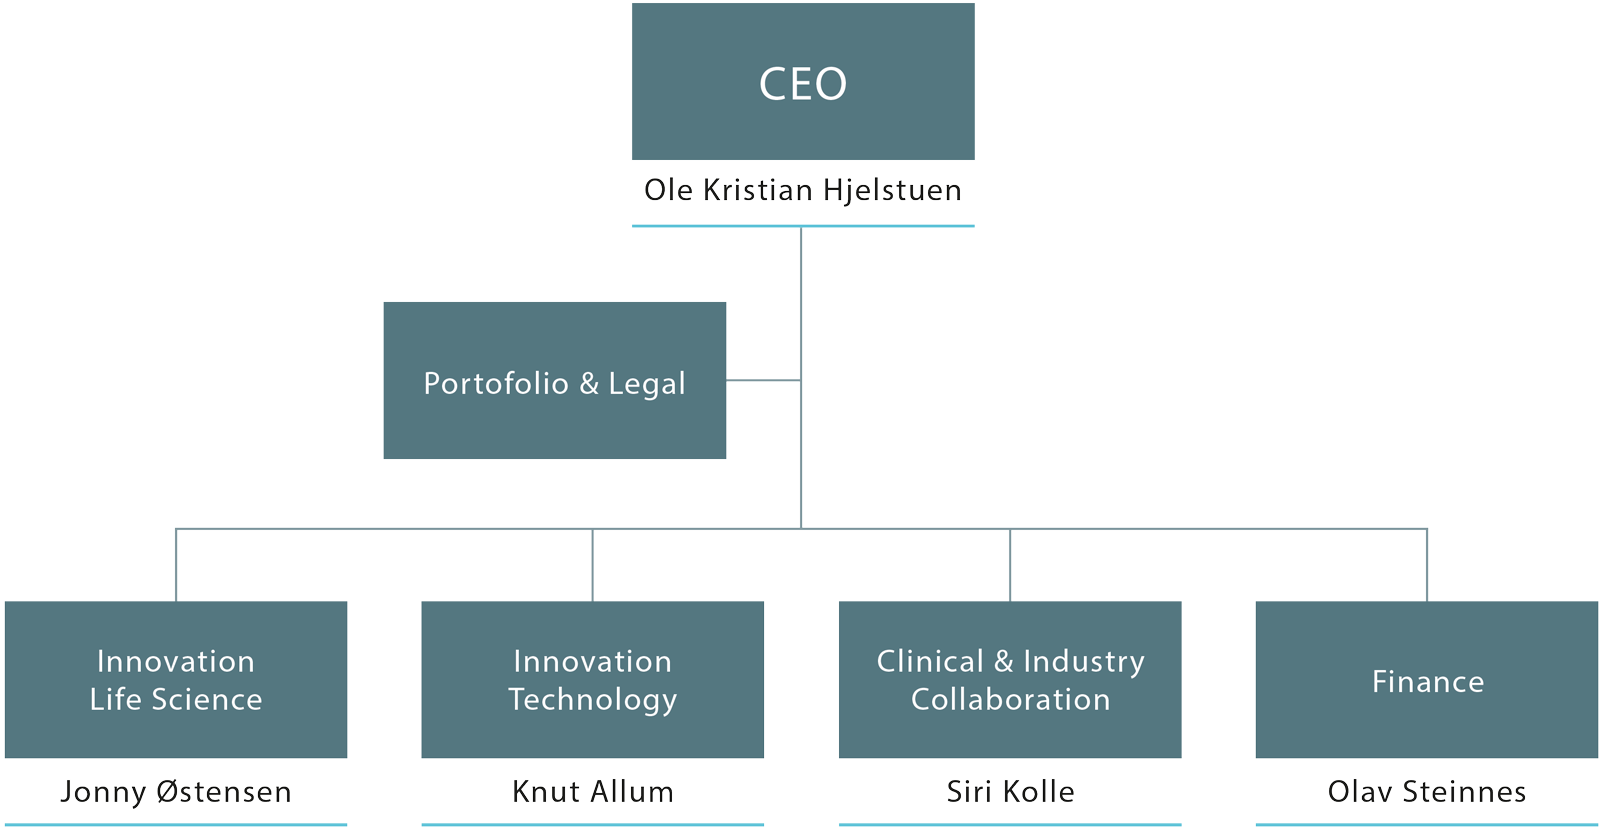 CEO
Ole Kristian Hjelstuen
Portofolio & Legal
Innovation
Life Science
Jonny Østensen
Innovation
Technology
Knut Allum
Clinical & Industry
Collaboration
Siri Kolle
Finance
Olav Steinnes